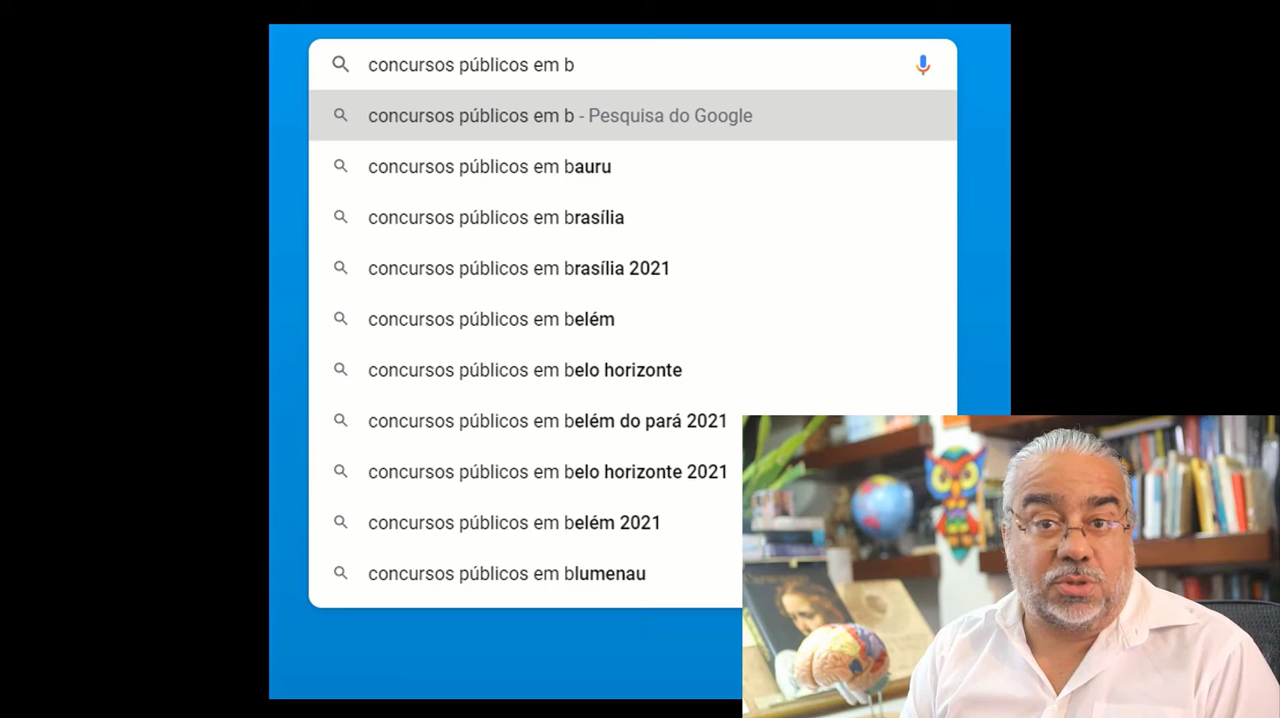 concursos públicos em b
concursos públicos em b - Pesquisa do Google
concursos públicos em bauru
concursos públicos em brasília
concursos públicos em brasília 2021
concursos públicos em belém
concursos públicos em belo horizonte
concursos públicos em belém do pará 2021
concursos públicos em belo horizonte 2021
concursos públicos em belém 2021
concursos públicos em blumenau